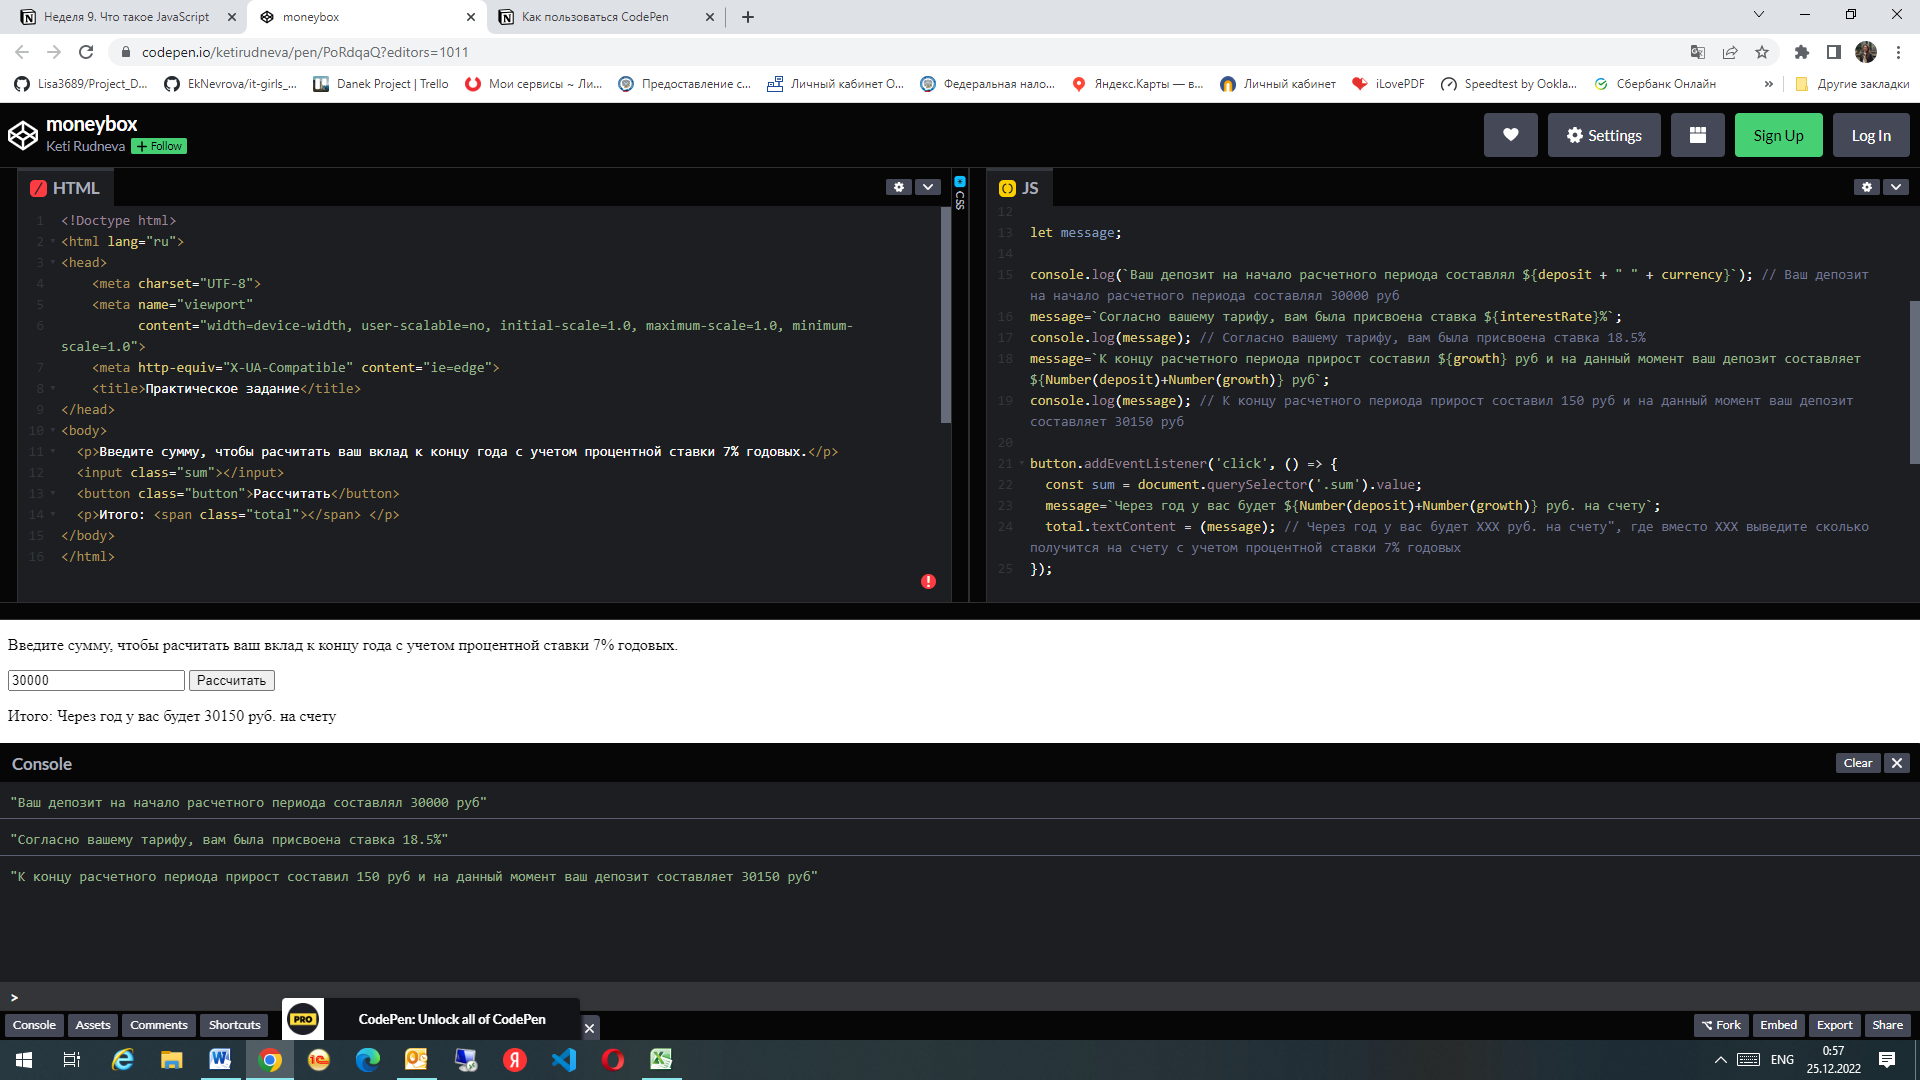 Неделя 9. Что такое JavaScript
moneybox
Как пользоваться CodePen
codepen.io/ketirudneva/pen/PoRdqaQ?editors=1011
Lisa3689/Project_D...
EkNevrova/it-girls_...
Danek Project | Trello
Мои сервисы ~ Ли...
Предоставление с...
Личный кабинет О...
Федеральная нало...
Яндекс.Карты — в...
Личный кабинет
iLovePDF
Speedtest by Ookla...
Сбербанк Онлайн
»
Другие закладки
moneybox
Keti Rudneva
+ Follow
Settings
Sign Up
Log In
HTML
1 <!Doctype html>
2 <html lang="ru">
3 <head>
4 <meta charset="UTF-8">
5 <meta name="viewport"
6 content="width=device-width, user-scalable=no, initial-scale=1.0, maximum-scale=1.0, minimum-
scale=1.0">
7 <meta http-equiv="X-UA-Compatible" content="ie=edge">
8 <title>Практическое задание</title>
9 </head>
10 <body>
11 <p>Введите сумму, чтобы расчитать ваш вклад к концу года с учетом процентной ставки 7% годовых.</p>
12 <input class="sum"></input>
13 <button class="button">Рассчитать</button>
14 <p>Итого: <span class="total"></span> </p>
15 </body>
16 </html>
CSS
JS
12
13 let message;
14
15 console.log(`Ваш депозит на начало расчетного периода составлял ${deposit + " " + currency}`); // Ваш депозит
на начало расчетного периода составлял 30000 руб
16 message=`Согласно вашему тарифу, вам была присвоена ставка ${interestRate}%`;
17 console.log(message); // Согласно вашему тарифу, вам была присвоена ставка 18.5%
18 message=`К концу расчетного периода прирост составил ${growth} руб и на данный момент ваш депозит составляет
${Number(deposit)+Number(growth)} руб`;
19 console.log(message); // К концу расчетного периода прирост составил 150 руб и на данный момент ваш депозит
составляет 30150 руб
20
21 button.addEventListener('click', () => {
22 const sum = document.querySelector('.sum').value;
23 message=`Через год у вас будет ${Number(deposit)+Number(growth)} руб. на счету`;
24 total.textContent = (message); // Через год у вас будет XXX руб. на счету", где вместо XXX выведите сколько
получится на счету с учетом процентной ставки 7% годовых
25 });
Введите сумму, чтобы расчитать ваш вклад к концу года с учетом процентной ставки 7% годовых.
30000
Рассчитать
Итого: Через год у вас будет 30150 руб. на счету
Console
Clear
"Ваш депозит на начало расчетного периода составлял 30000 руб"
"Согласно вашему тарифу, вам была присвоена ставка 18.5%"
"К концу расчетного периода прирост составил 150 руб и на данный момент ваш депозит составляет 30150 руб"
>
Console
Assets
Comments
Shortcuts
PRO
CodePen: Unlock all of CodePen
Fork
Embed
Export
Share
ENG
0:57
25.12.2022